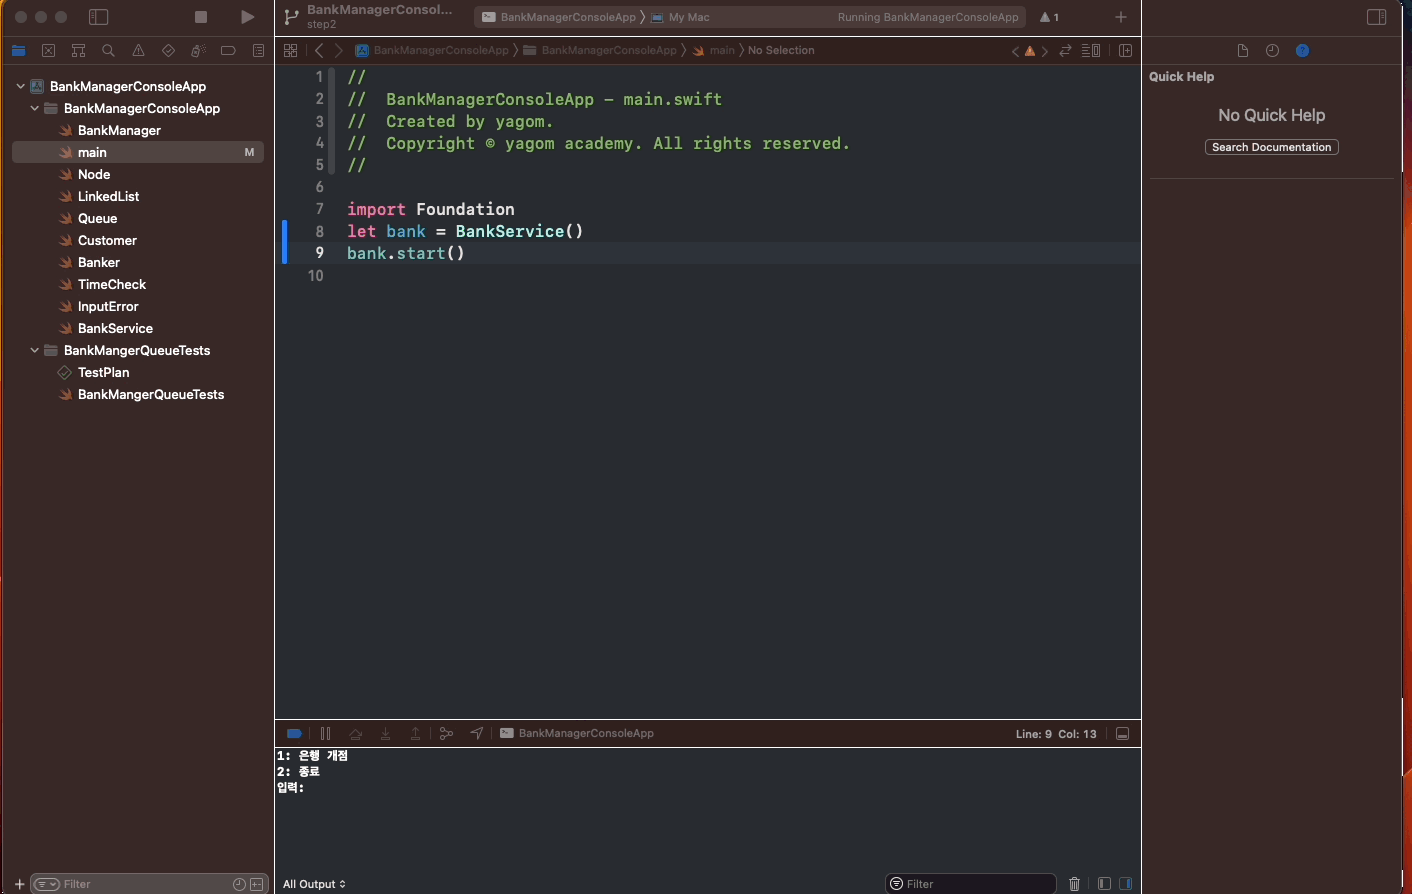 BankManagerConsol...
step2
BankManagerConsoleApp
My Mac
Running BankManagerConsoleApp
1
BankManagerConsoleApp
BankManagerConsoleApp
main
No Selection
BankManagerConsoleApp
BankManagerConsoleApp
BankManager
main M
Node
LinkedList
Queue
Customer
Banker
TimeCheck
InputError
BankService
BankMangerQueueTests
TestPlan
BankMangerQueueTests
Filter
1 //
2 //  BankManagerConsoleApp - main.swift
3 //  Created by yagom.
4 //  Copyright © yagom academy. All rights reserved.
5 //
6
7 import Foundation
8 let bank = BankService()
9 bank.start()
10
BankManagerConsoleApp
Line: 9 Col: 13
1: 은행 개점
2: 종료
입력:
All Output
Filter
Quick Help
No Quick Help
Search Documentation